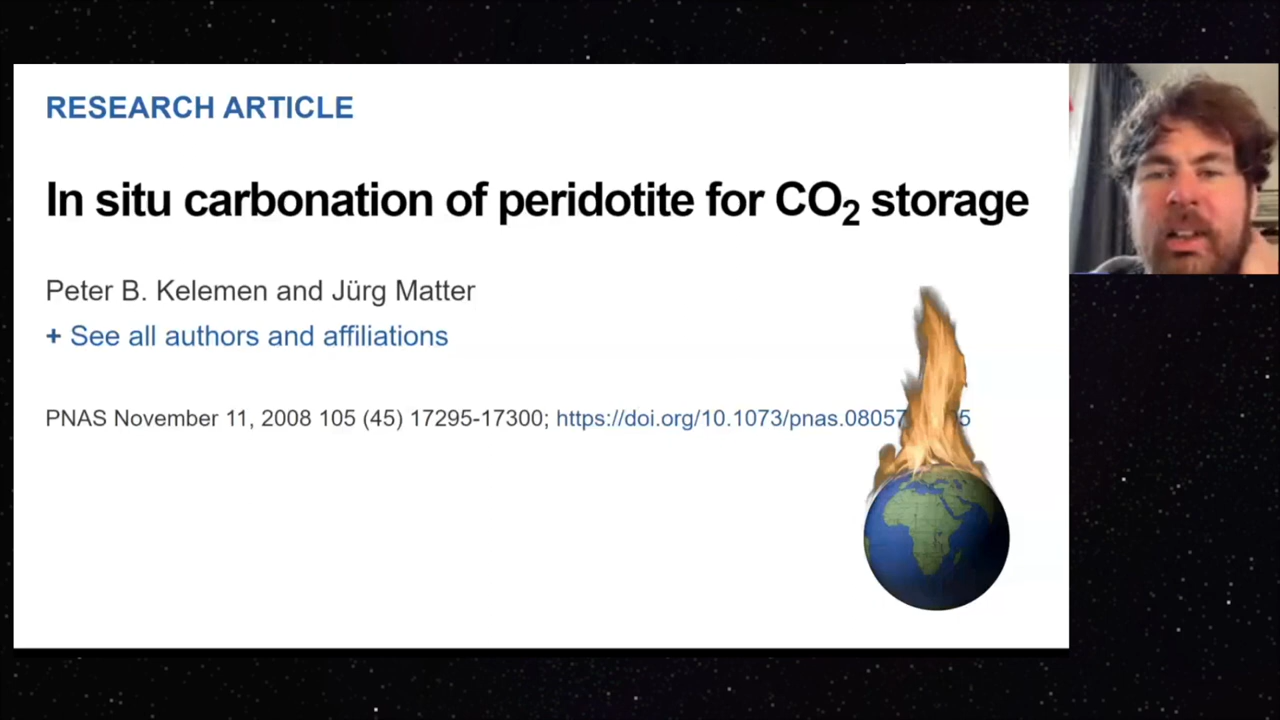 RESEARCH ARTICLE
In situ carbonation of peridotite for CO₂ storage
Peter B. Kelemen and Jürg Matter
+ See all authors and affiliations
PNAS November 11, 2008 105 (45) 17295-17300; https://doi.org/10.1073/pnas.08057